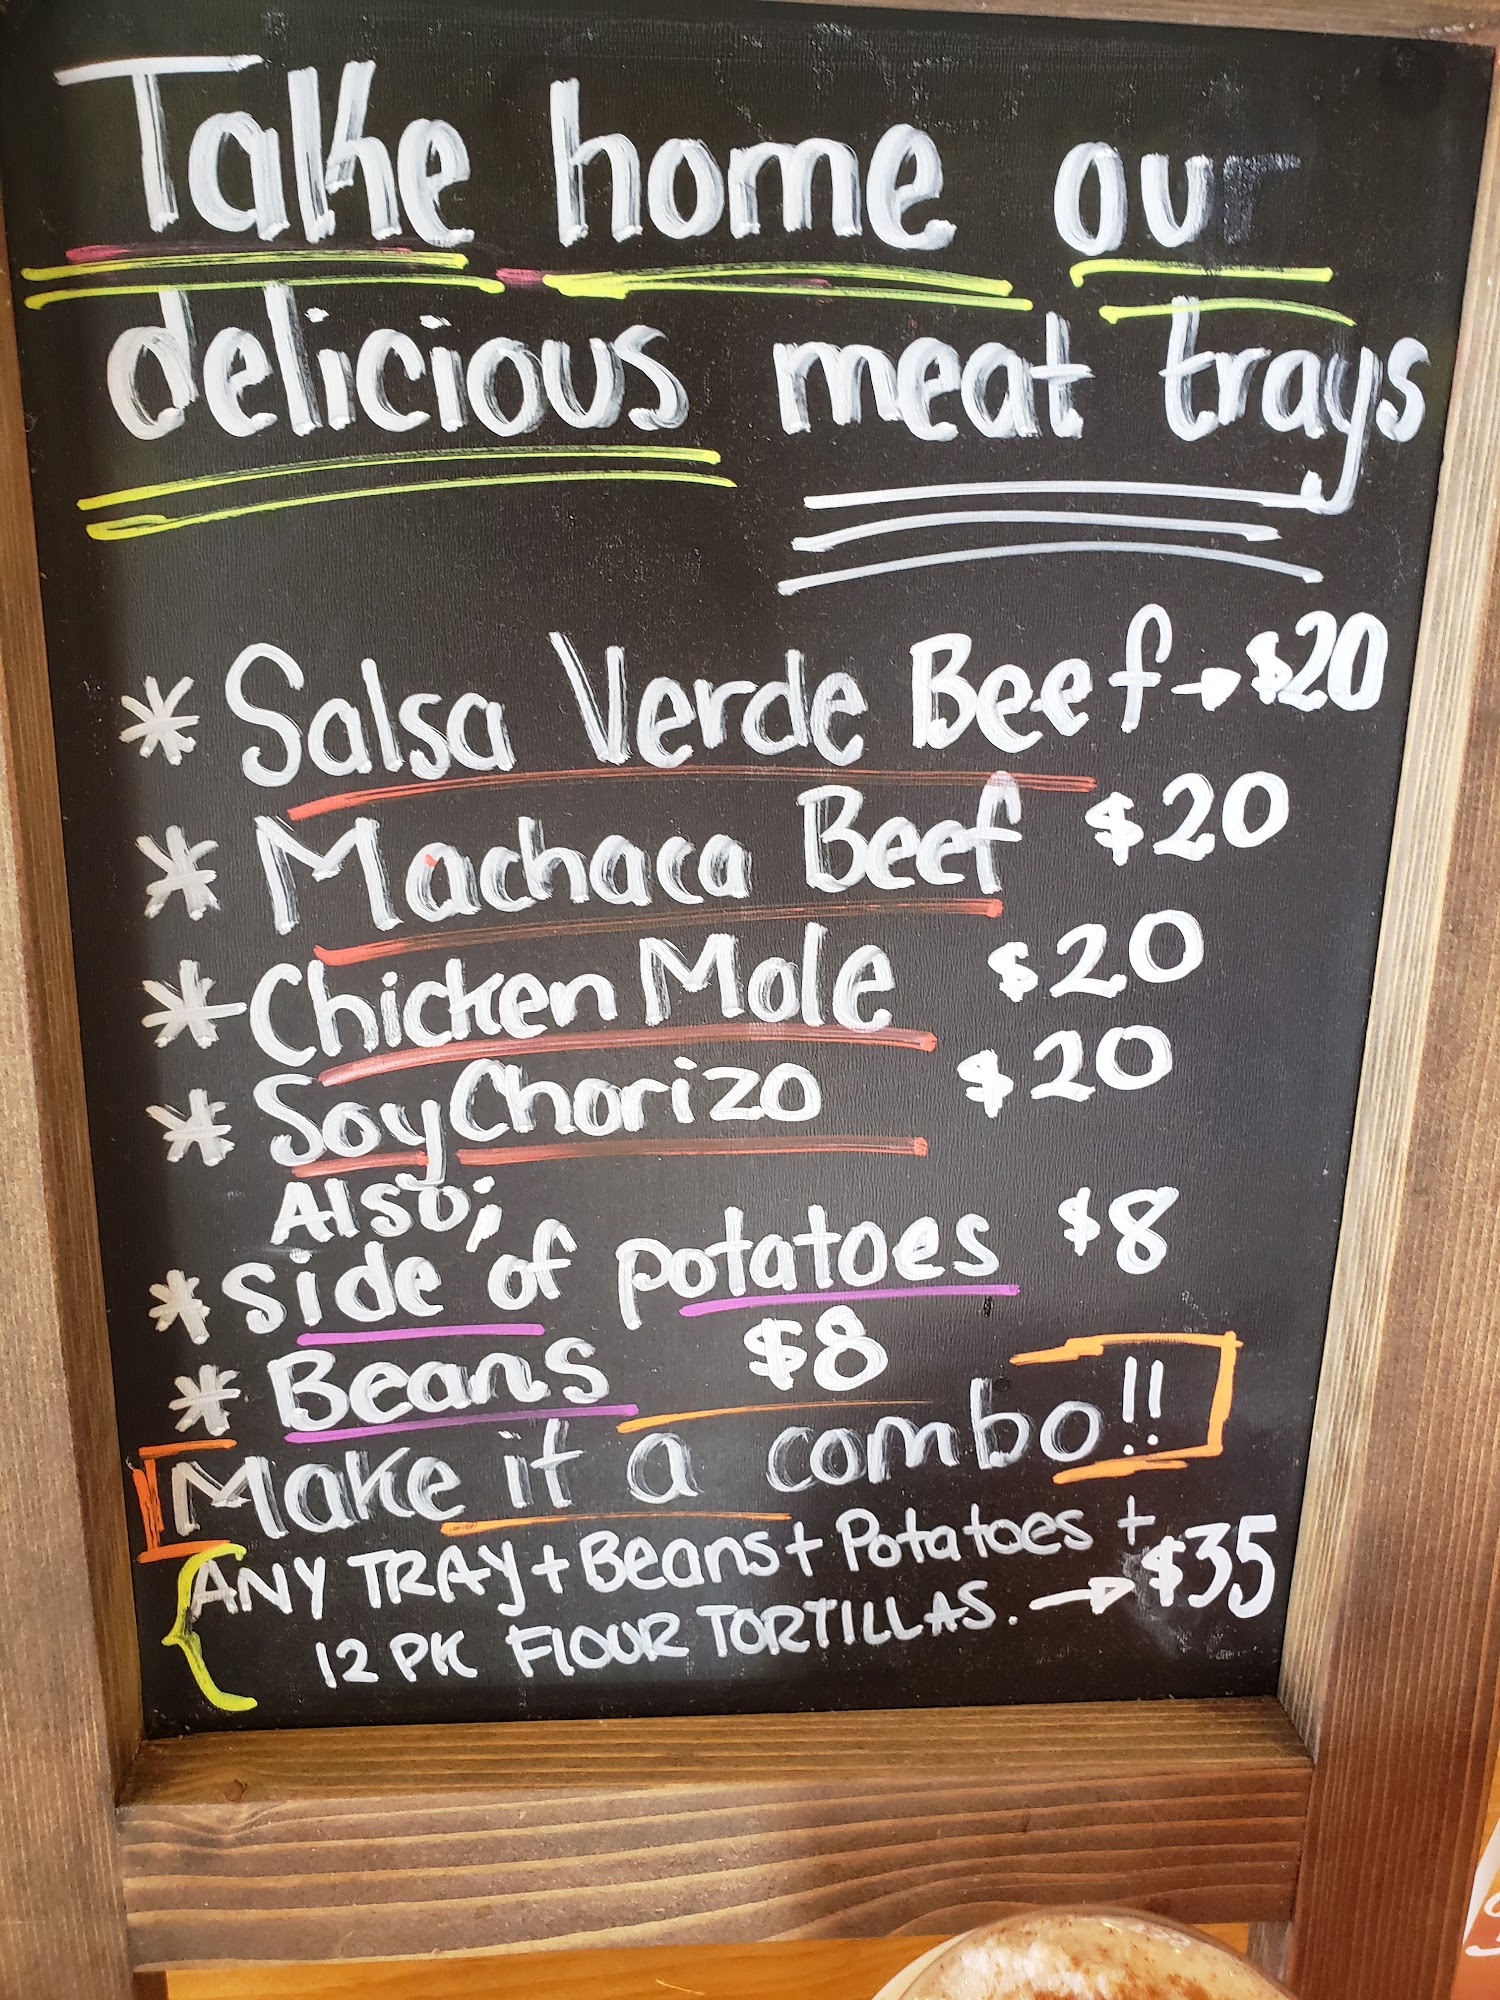 Take home our
delicious meat trays
* Salsa Verde Beef → $20
* Machaca Beef $20
* Chicken Mole $20
* Soy Chorizo $20
Also;
* Side of potatoes $8
* Beans $8
Make it a combo!!
ANY TRAY + Beans + Potatoes +
12 PK FlOUR TORTILLAS. → $35